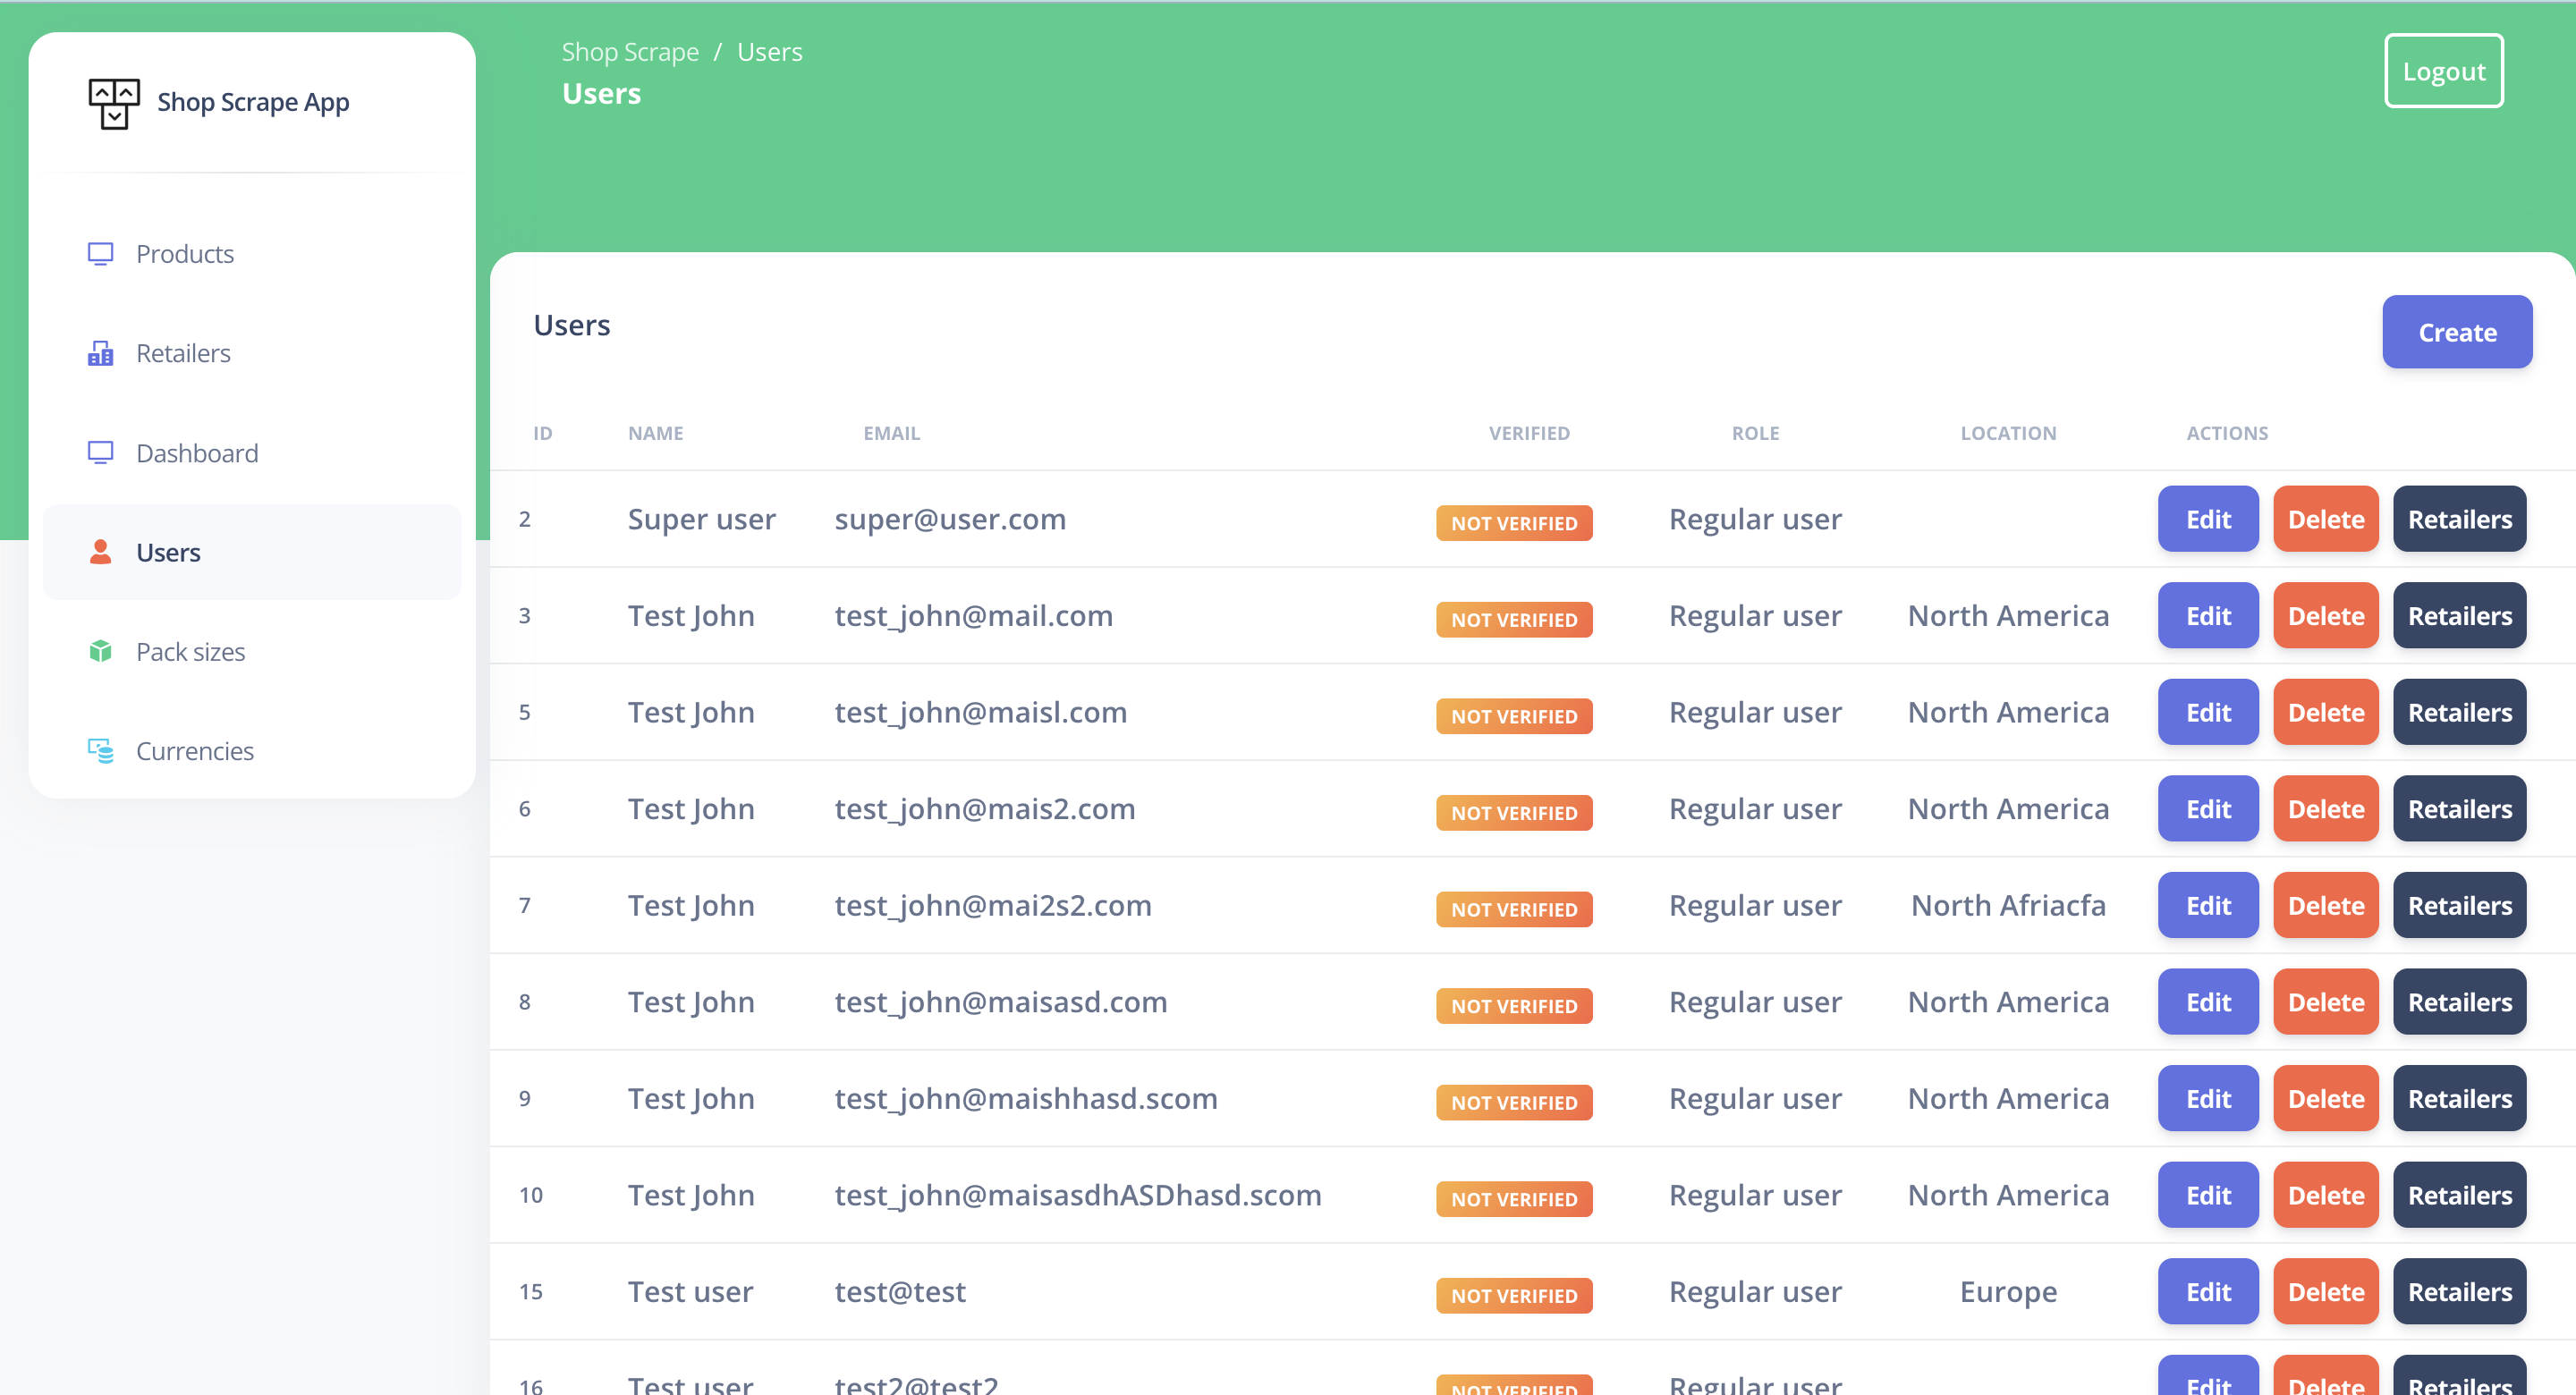 Shop Scrape App
Products
Retailers
Dashboard
Users
Pack sizes
Currencies
Shop Scrape / Users
Users
Logout
Users
Create
ID NAME EMAIL VERIFIED ROLE LOCATION ACTIONS
2 Super user super@user.com NOT VERIFIED Regular user Edit Delete Retailers
3 Test John test_john@mail.com NOT VERIFIED Regular user North America Edit Delete Retailers
5 Test John test_john@maisl.com NOT VERIFIED Regular user North America Edit Delete Retailers
6 Test John test_john@mais2.com NOT VERIFIED Regular user North America Edit Delete Retailers
7 Test John test_john@mai2s2.com NOT VERIFIED Regular user North Afriacfa Edit Delete Retailers
8 Test John test_john@maisasd.com NOT VERIFIED Regular user North America Edit Delete Retailers
9 Test John test_john@maishhasd.scom NOT VERIFIED Regular user North America Edit Delete Retailers
10 Test John test_john@maisasdhASDhasd.scom NOT VERIFIED Regular user North America Edit Delete Retailers
15 Test user test@test NOT VERIFIED Regular user Europe Edit Delete Retailers
16 Test user test2@test2 NOT VERIFIED Regular user Edit Delete Retailers